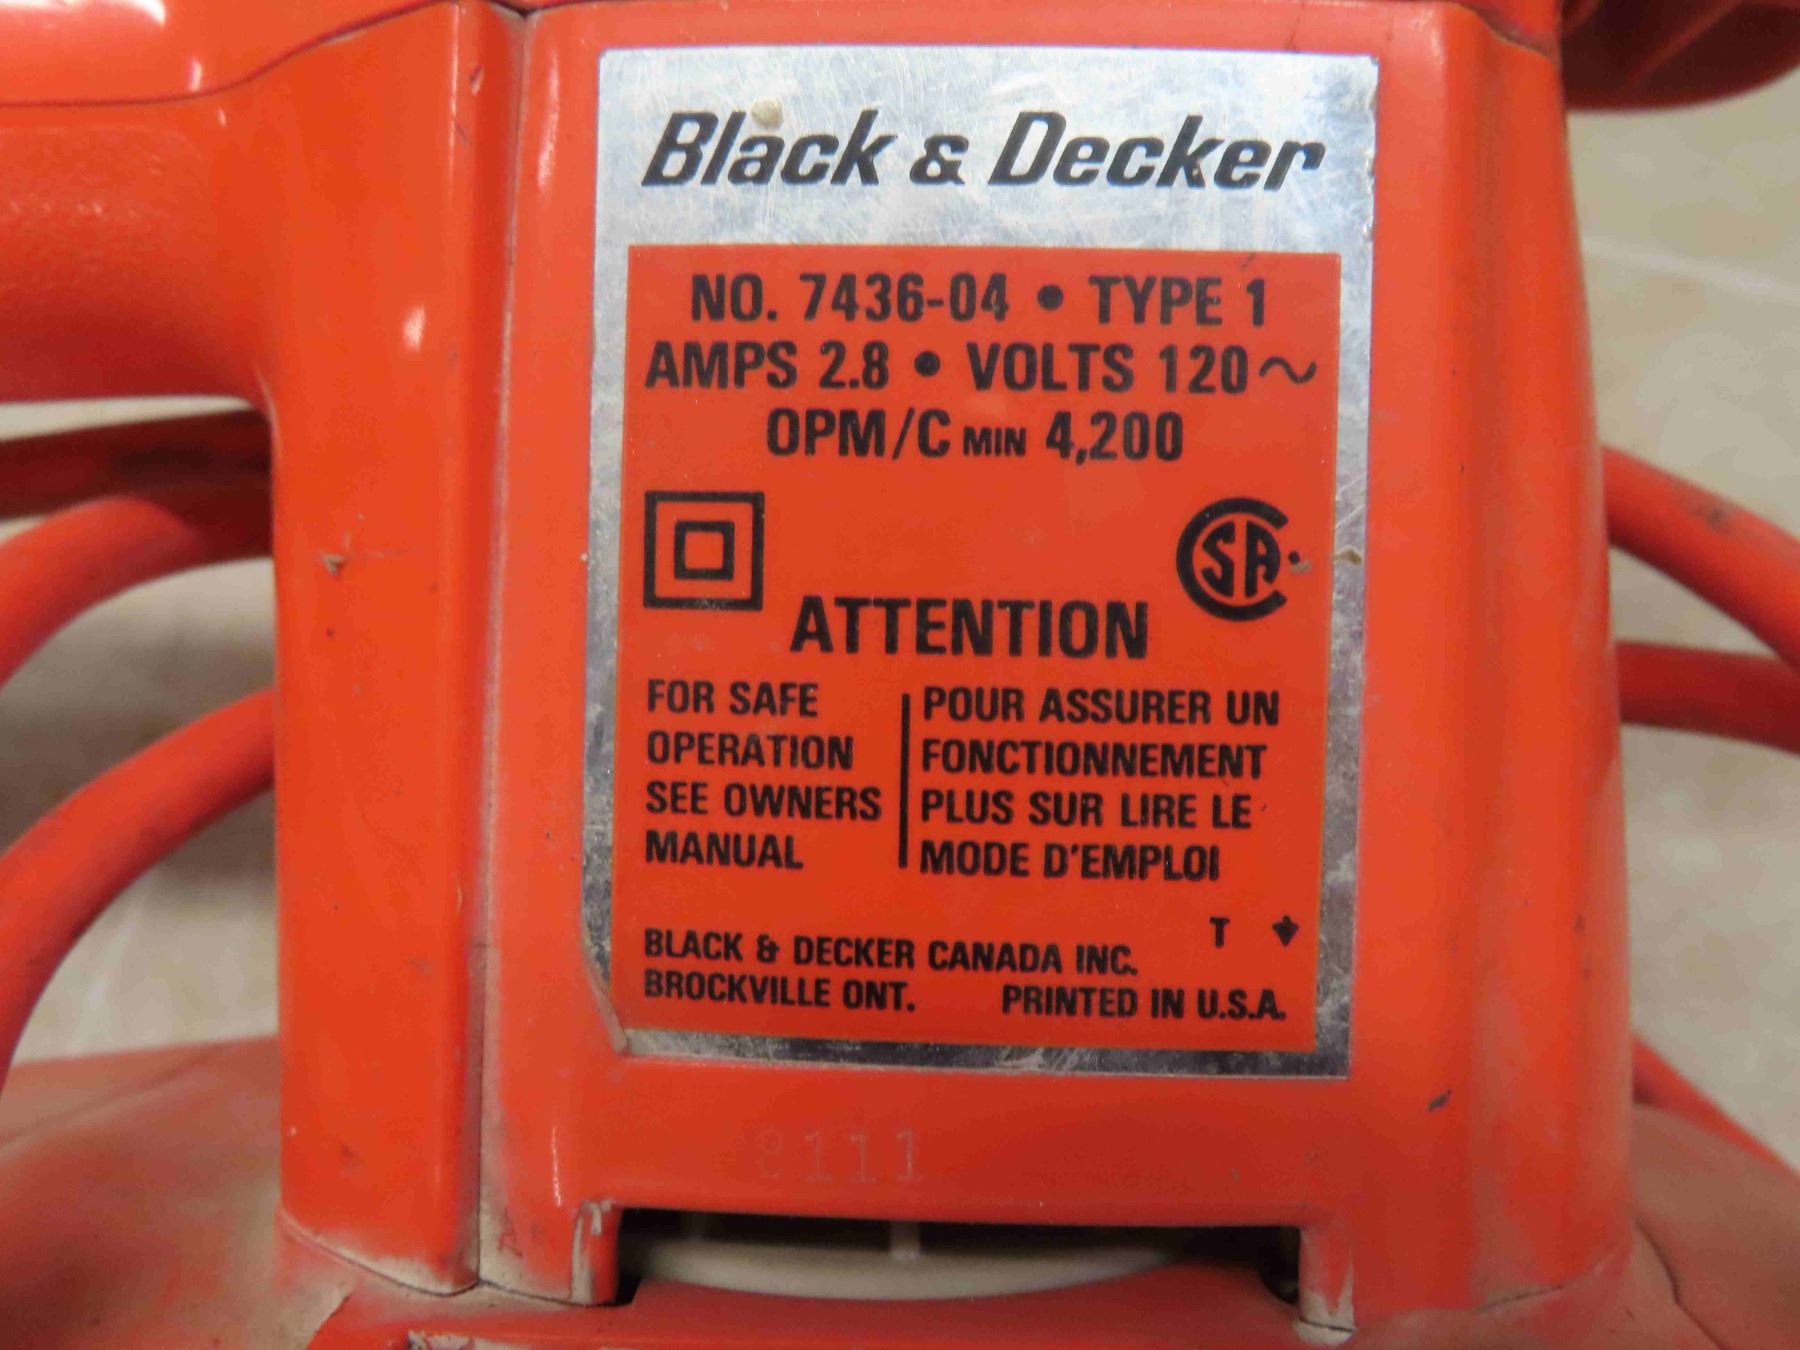 Black & Decker
NO. 7436-04 • TYPE 1
AMPS 2.8 • VOLTS 120~
OPM/C MIN 4,200
CSA
ATTENTION
FOR SAFE
OPERATION
SEE OWNERS
MANUAL
POUR ASSURER UN
FONCTIONNEMENT
PLUS SUR LIRE LE
MODE D'EMPLOI
T
BLACK & DECKER CANADA INC.
BROCKVILLE ONT. PRINTED IN U.S.A.
8111